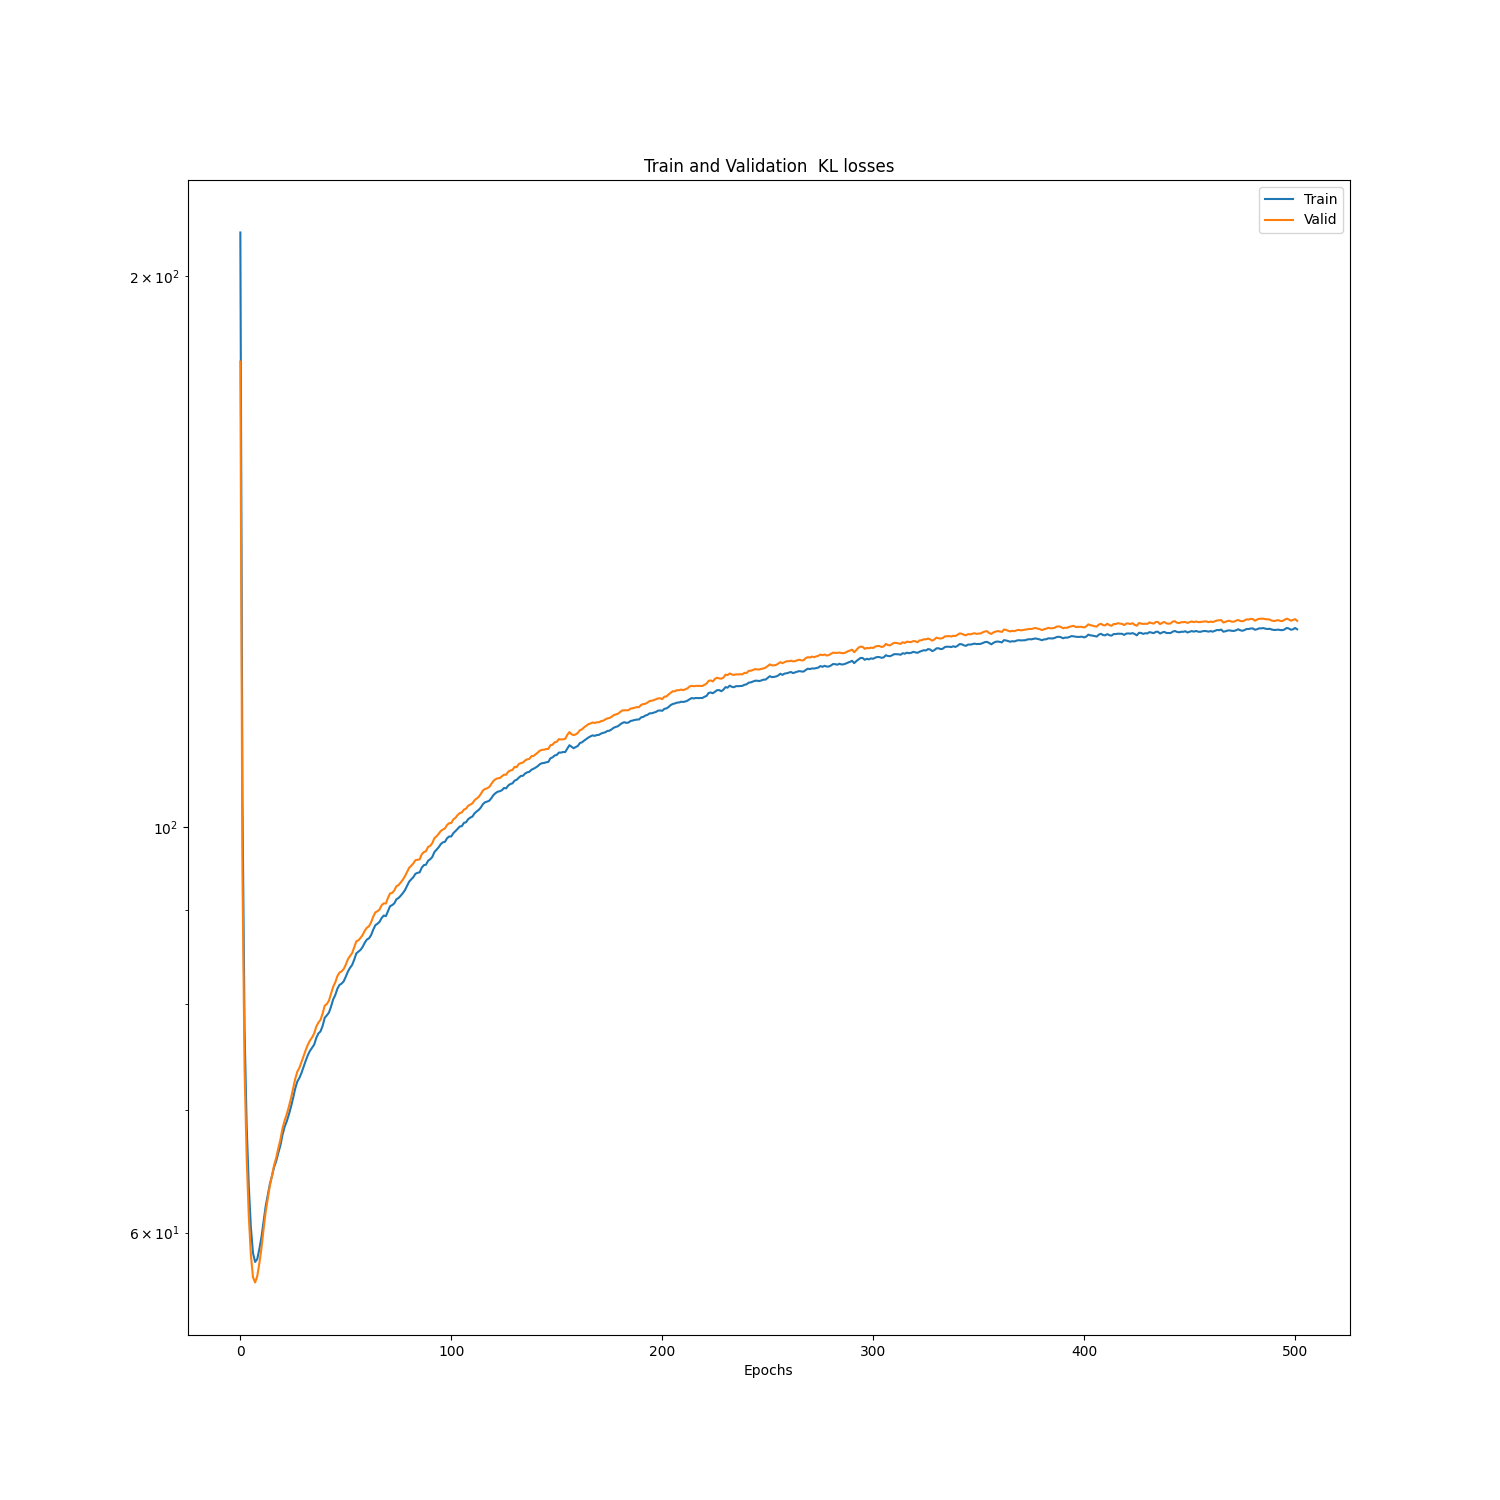 Train and Validation  KL losses
Train
Valid
2 × 10²
10²
6 × 10¹
0 100 200 300 400 500
Epochs